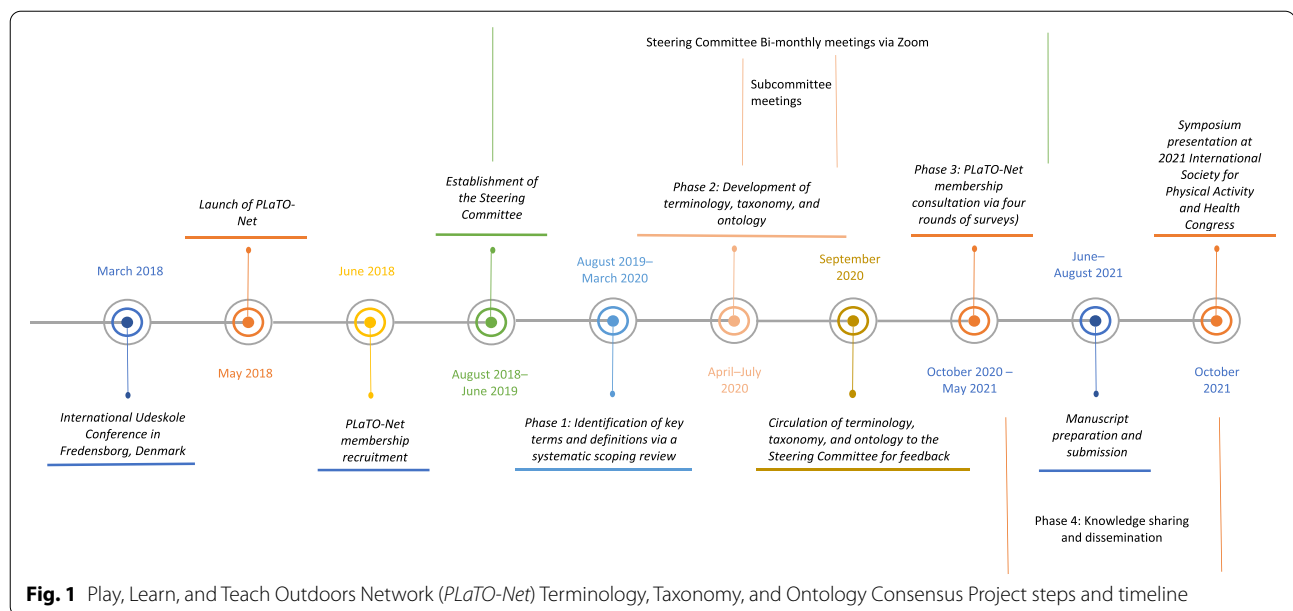 Steering Committee Bi-monthly meetings via Zoom
Subcommittee
meetings
Launch of PLaTO-
Net
Establishment of
the Steering
Committee
Phase 2: Development of
terminology, taxonomy, and
ontology
Phase 3: PLaTO-Net
membership
consultation via four
rounds of surveys)
Symposium
presentation at
2021 International
Society for
Physical Activity
and Health
Congress
March 2018
June 2018
August 2019–
March 2020
September
2020
June–
August 2021
May 2018
August 2018–
June 2019
April–July
2020
October 2020 –
May 2021
October
2021
International Udeskole
Conference in
Fredensborg, Denmark
PLaTO-Net
membership
recruitment
Phase 1: Identification of key
terms and definitions via a
systematic scoping review
Circulation of terminology,
taxonomy, and ontology to the
Steering Committee for feedback
Manuscript
preparation and
submission
Phase 4: Knowledge sharing
and dissemination
Fig. 1 Play, Learn, and Teach Outdoors Network (PLaTO-Net) Terminology, Taxonomy, and Ontology Consensus Project steps and timeline